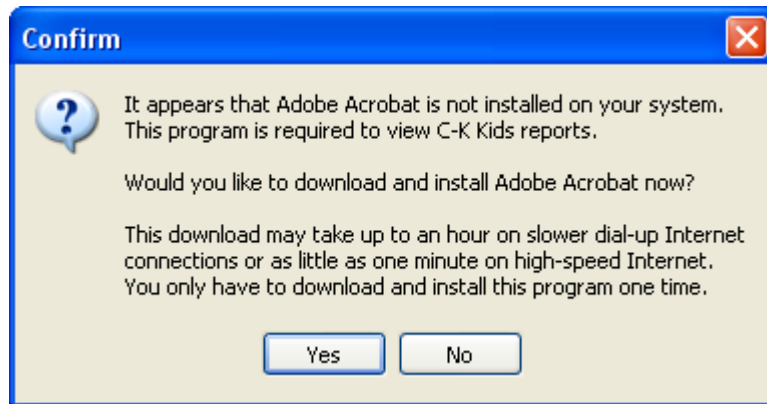 Confirm
It appears that Adobe Acrobat is not installed on your system.
This program is required to view C-K Kids reports.
Would you like to download and install Adobe Acrobat now?
This download may take up to an hour on slower dial-up Internet
connections or as little as one minute on high-speed Internet.
You only have to download and install this program one time.
Yes No